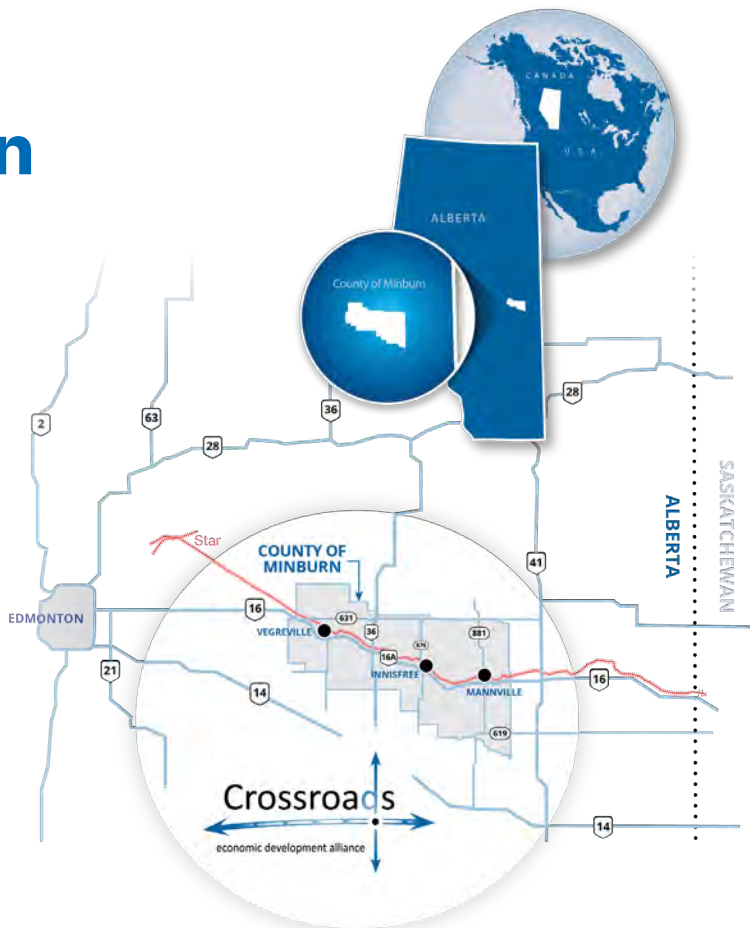 n
CANADA
U.S.A.
ALBERTA
County of Minburn
28
36
63
2
28
SASKATCHEWAN
ALBERTA
Star
41
COUNTY OF
MINBURN
EDMONTON
16
631
VEGREVILLE
36
881
16A
870
INNISFREE
21
16
MANNVILLE
14
619
Crossroads
economic development alliance
14